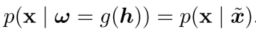 p(x | ω = g(h)) = p(x | x̃).